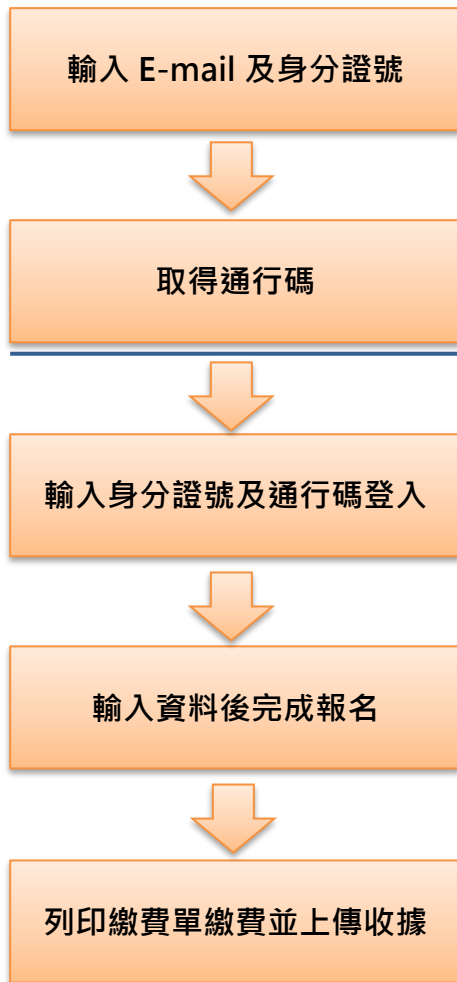 輸入 E-mail 及身分證號
取得通行碼
輸入身分證號及通行碼登入
輸入資料後完成報名
列印繳費單繳費並上傳收據